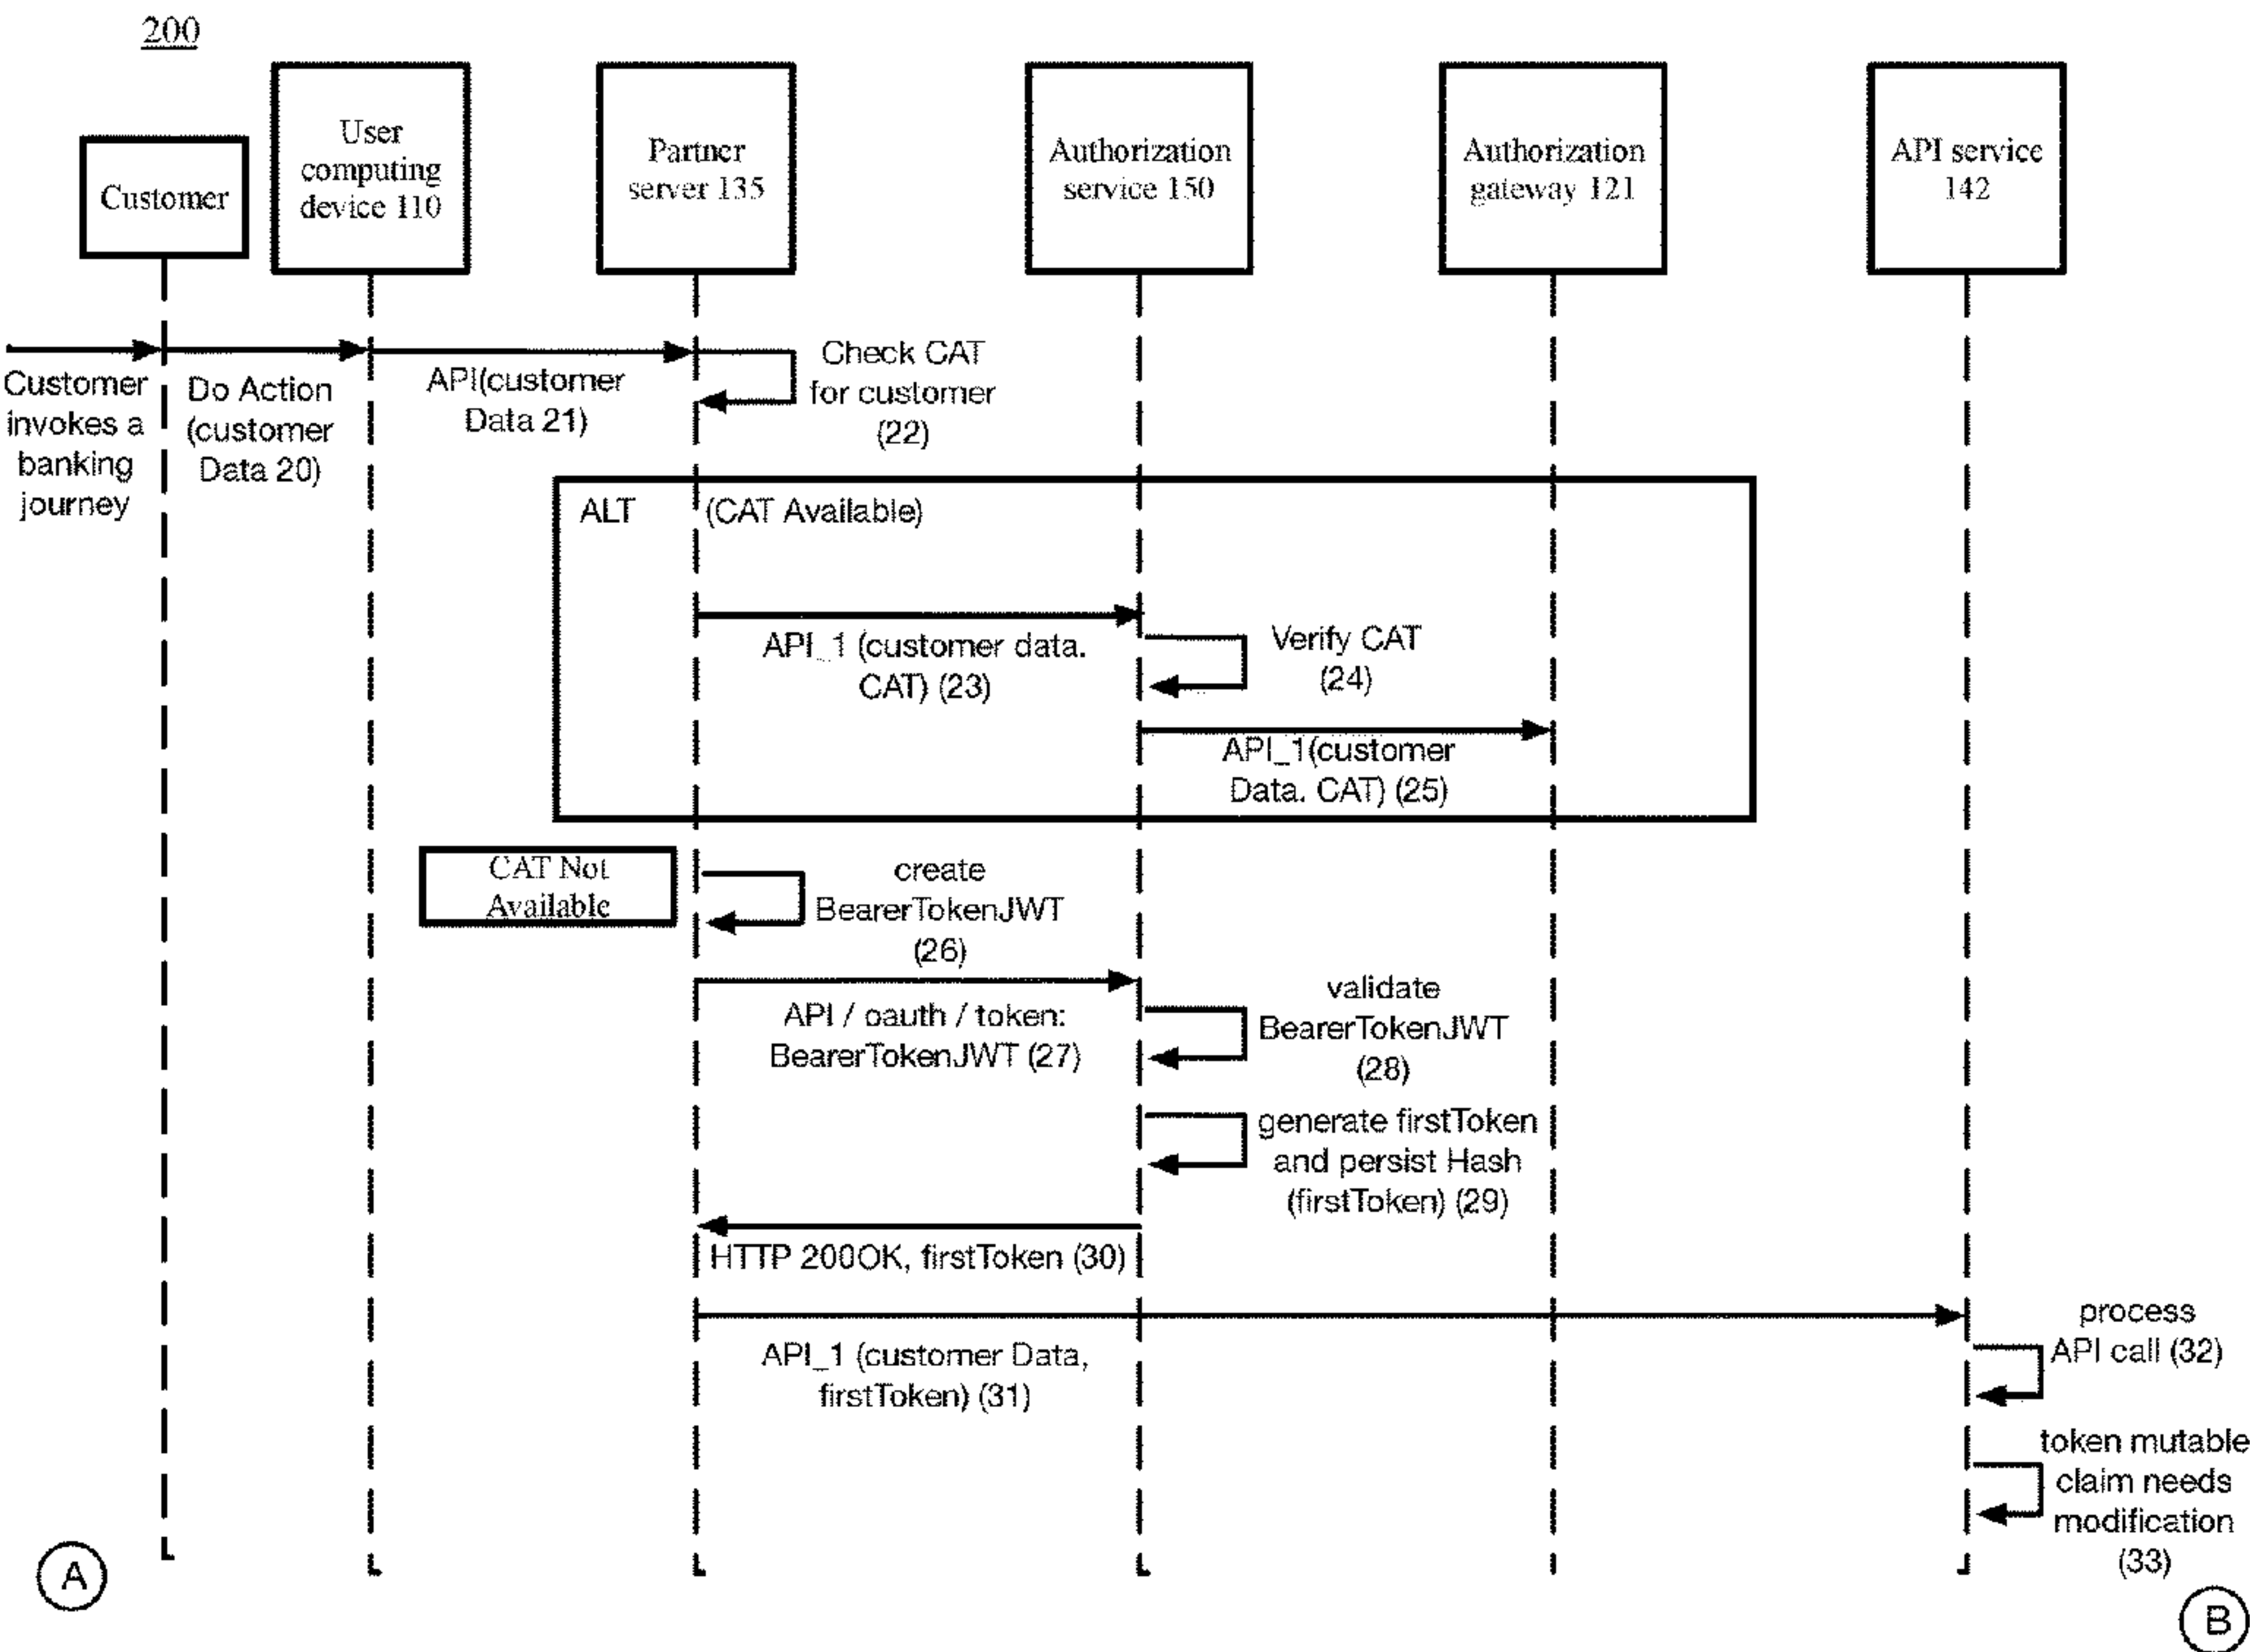 200
Customer
User
computing
device 110
Partner
server 135
Authorization
service 150
Authorization
gateway 121
API service
142
Customer
invokes a
banking
journey
Do Action
(customer
Data 20)
API(customer
Data 21)
Check CAT
for customer
(22)
ALT
(CAT Available)
API_1 (customer data.
CAT) (23)
Verify CAT
(24)
API_1(customer
Data. CAT) (25)
CAT Not
Available
create
BearerTokenJWT
(26)
API / oauth / token:
BearerTokenJWT (27)
validate
BearerTokenJWT
(28)
generate firstToken
and persist Hash
(firstToken) (29)
HTTP 200OK, firstToken (30)
API_1 (customer Data,
firstToken) (31)
process
API call (32)
token mutable
claim needs
modification
(33)
A
B